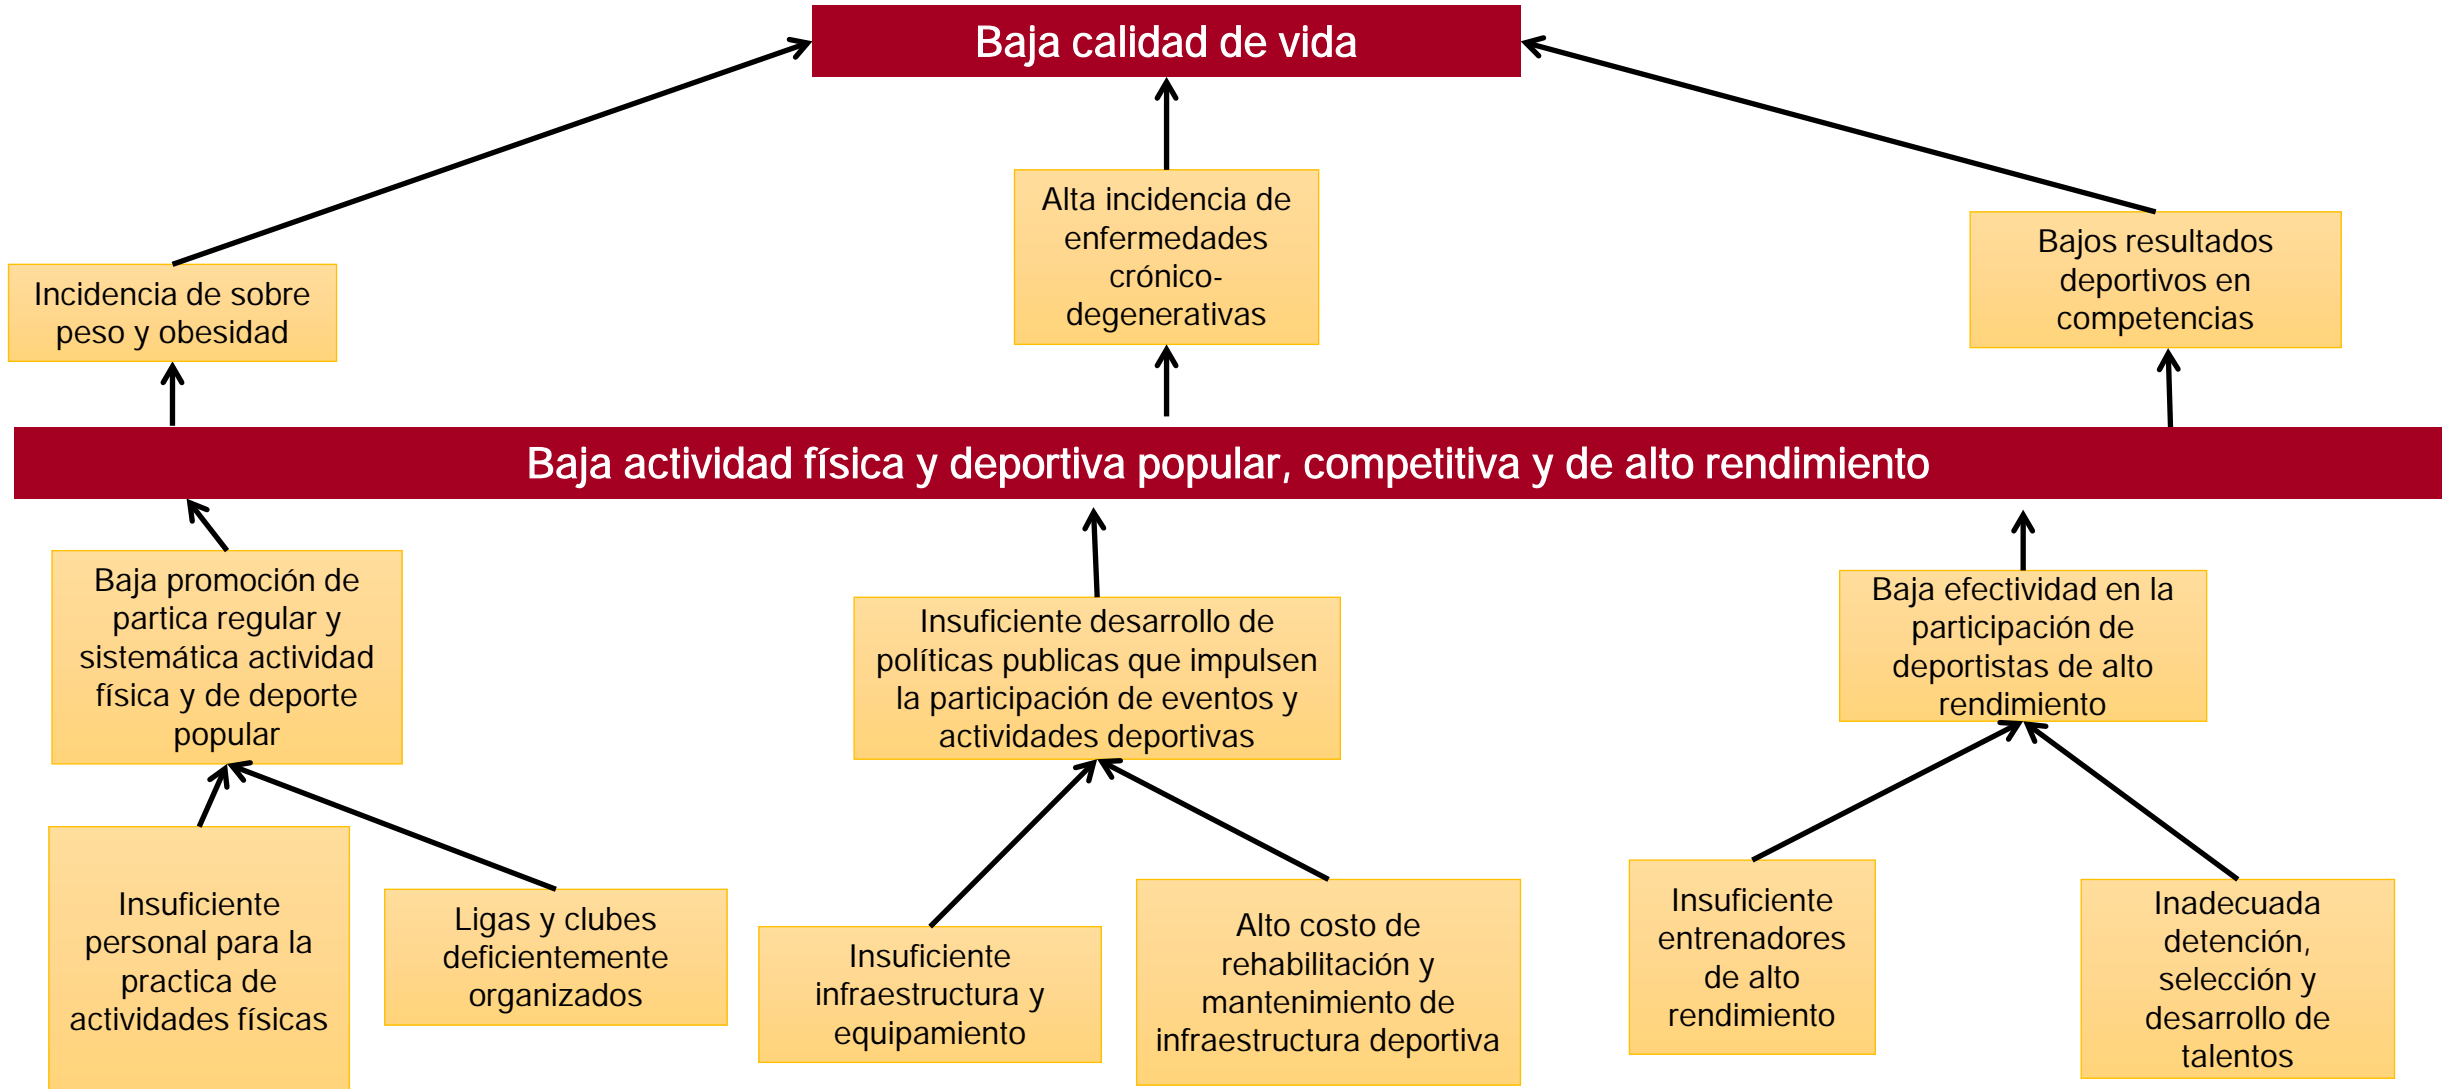 Baja calidad de vida
Alta incidencia de
enfermedades
crónico-
degenerativas
Bajos resultados
deportivos en
competencias
Incidencia de sobre
peso y obesidad
Baja actividad física y deportiva popular, competitiva y de alto rendimiento
Baja promoción de
partica regular y
sistemática actividad
física y de deporte
popular
Insuficiente desarrollo de
políticas publicas que impulsen
la participación de eventos y
actividades deportivas
Baja efectividad en la
participación de
deportistas de alto
rendimiento
Insuficiente
personal para la
practica de
actividades físicas
Ligas y clubes
deficientemente
organizados
Insuficiente
infraestructura y
equipamiento
Alto costo de
rehabilitación y
mantenimiento de
infraestructura deportiva
Insuficiente
entrenadores
de alto
rendimiento
Inadecuada
detención,
selección y
desarrollo de
talentos